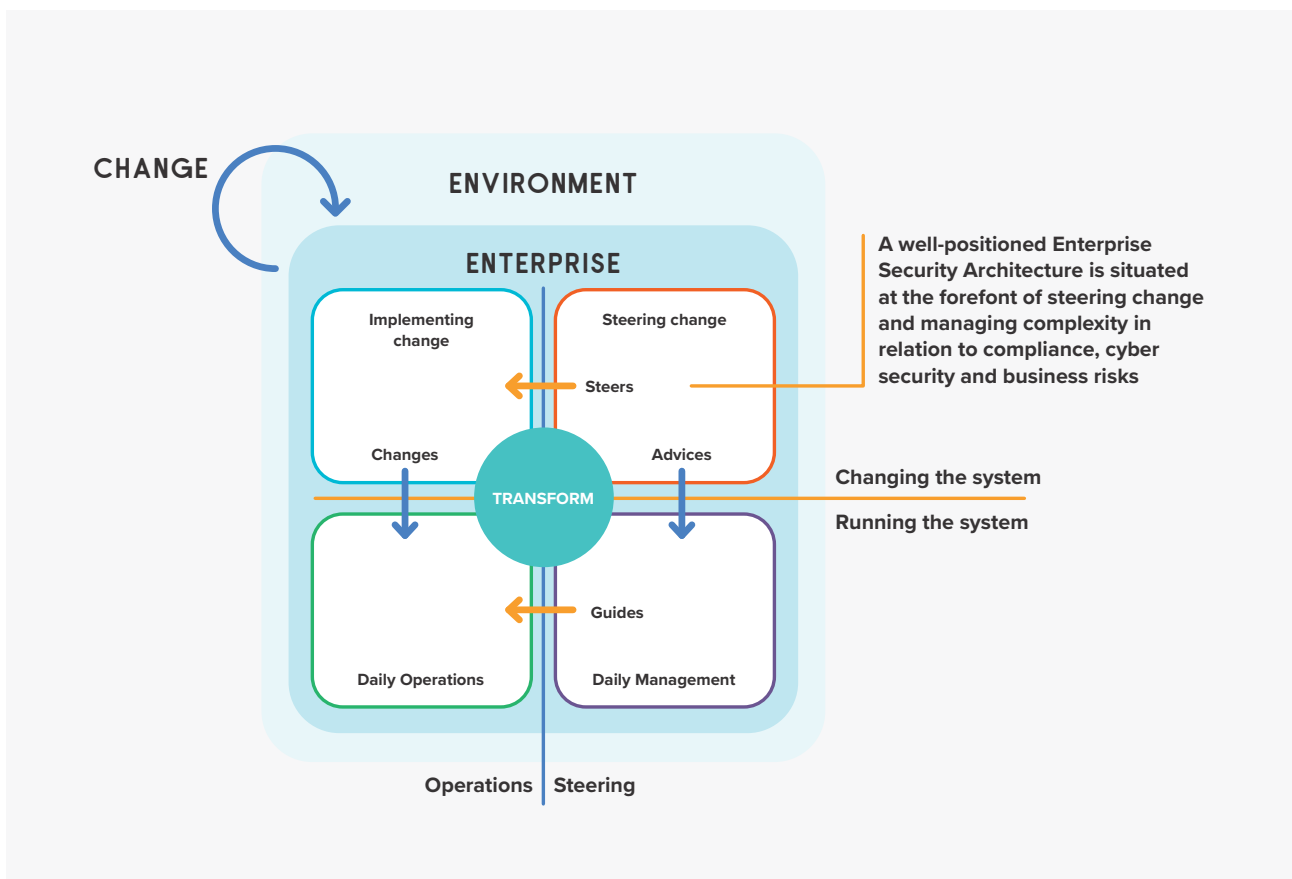 CHANGE
ENVIRONMENT
ENTERPRISE
Implementing
change
Steering change
Steers
Changes
Advices
TRANSFORM
Guides
Daily Operations
Daily Management
Operations
Steering
A well-positioned Enterprise
Security Architecture is situated
at the forefont of steering change
and managing complexity in
relation to compliance, cyber
security and business risks
Changing the system
Running the system